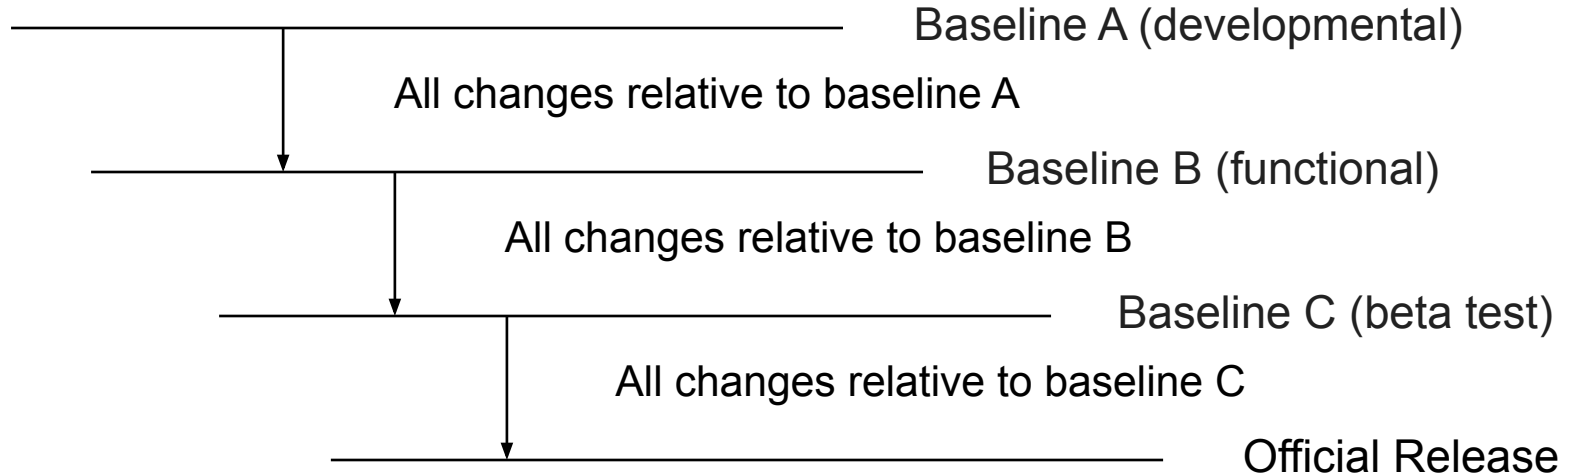 Baseline A (developmental)
All changes relative to baseline A
Baseline B (functional)
All changes relative to baseline B
Baseline C (beta test)
All changes relative to baseline C
Official Release